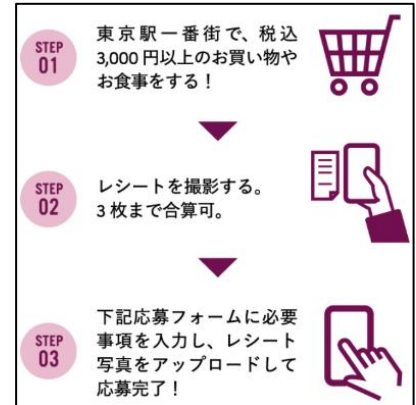 STEP
01
東京駅一番街で、税込
3,000円以上のお買い物や
お食事をする！
STEP
02
レシートを撮影する。
3枚まで合算可。
STEP
03
下記応募フォームに必要
事項を入力し、レシート
写真をアップロードして
応募完了！